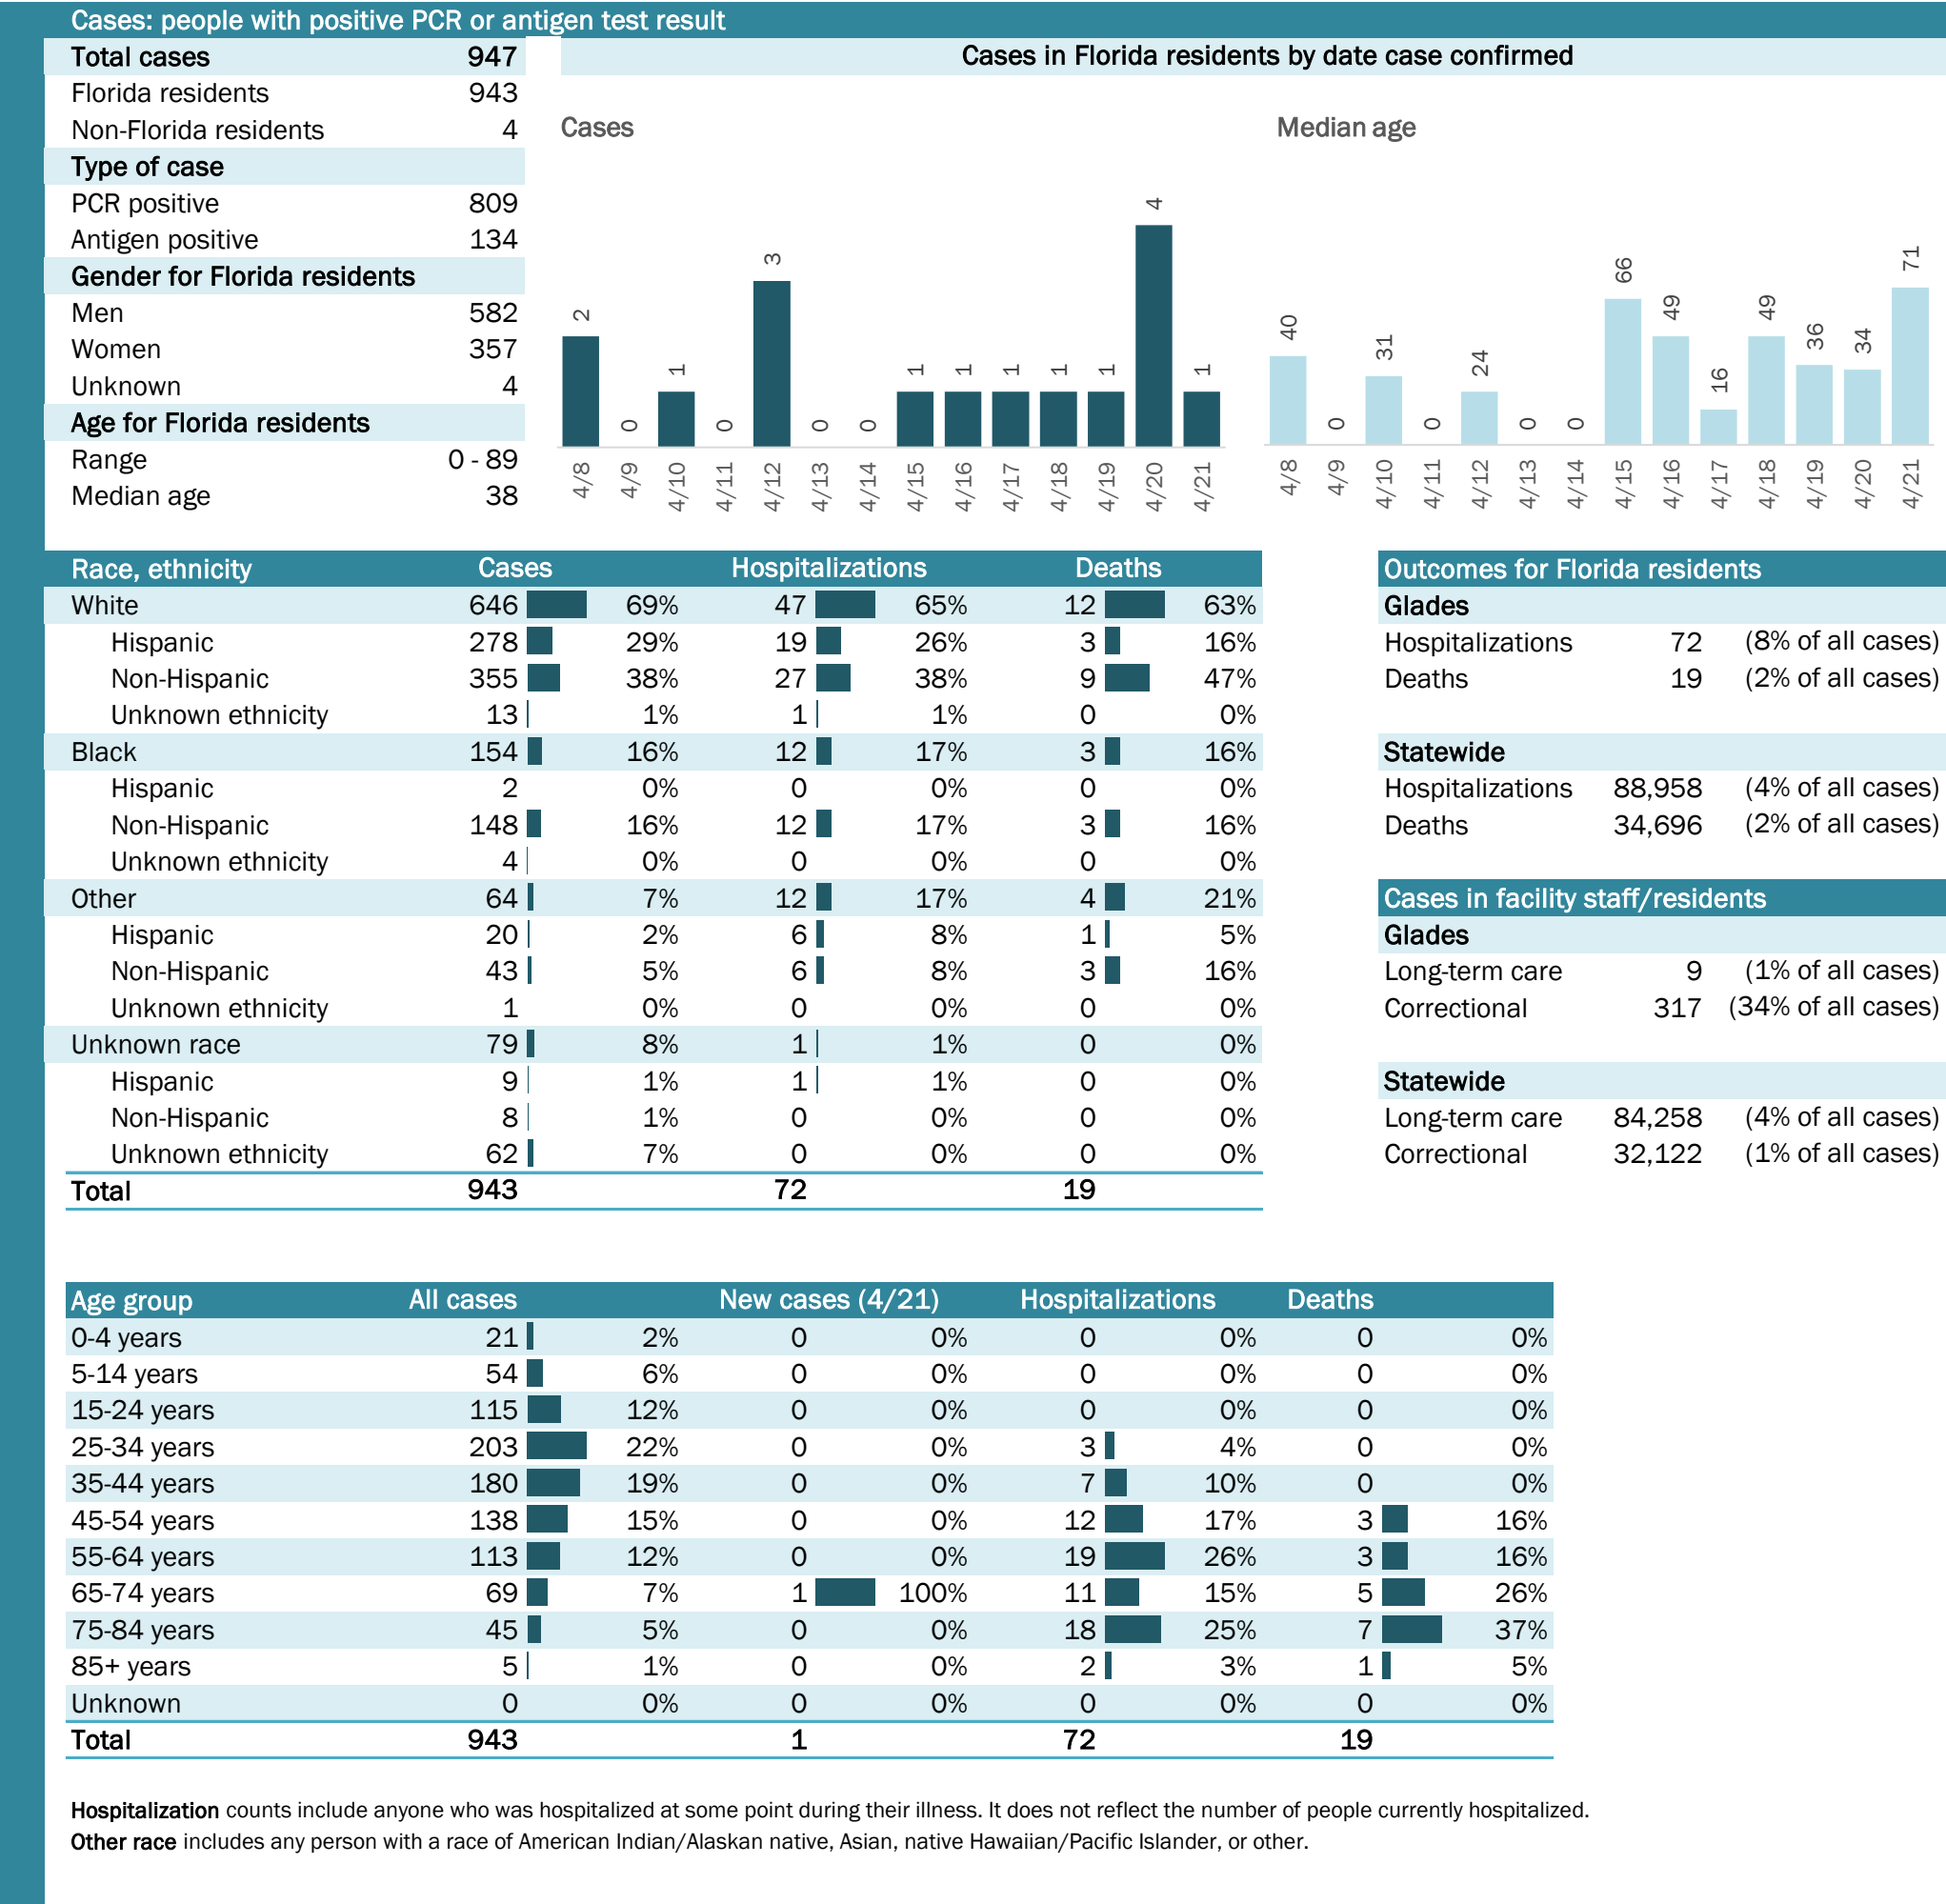 Cases: people with positive PCR or antigen test result
Total cases 947
Florida residents 943
Non-Florida residents 4
Type of case
PCR positive 809
Antigen positive 134
Gender for Florida residents
Men 582
Women 357
Unknown 4
Age for Florida residents
Range 0 - 89
Median age 38
Cases in Florida residents by date case confirmed
Cases
2 0 1 0 3 0 0 1 1 1 1 1 4 1
4/8 4/9 4/10 4/11 4/12 4/13 4/14 4/15 4/16 4/17 4/18 4/19 4/20 4/21
Median age
40 0 31 0 24 0 0 66 49 16 49 36 34 71
4/8 4/9 4/10 4/11 4/12 4/13 4/14 4/15 4/16 4/17 4/18 4/19 4/20 4/21
Race, ethnicity Cases Hospitalizations Deaths
White 646 69% 47 65% 12 63%
Hispanic 278 29% 19 26% 3 16%
Non-Hispanic 355 38% 27 38% 9 47%
Unknown ethnicity 13 1% 1 1% 0 0%
Black 154 16% 12 17% 3 16%
Hispanic 2 0% 0 0% 0 0%
Non-Hispanic 148 16% 12 17% 3 16%
Unknown ethnicity 4 0% 0 0% 0 0%
Other 64 7% 12 17% 4 21%
Hispanic 20 2% 6 8% 1 5%
Non-Hispanic 43 5% 6 8% 3 16%
Unknown ethnicity 1 0% 0 0% 0 0%
Unknown race 79 8% 1 1% 0 0%
Hispanic 9 1% 1 1% 0 0%
Non-Hispanic 8 1% 0 0% 0 0%
Unknown ethnicity 62 7% 0 0% 0 0%
Total 943 72 19
Outcomes for Florida residents
Glades
Hospitalizations 72 (8% of all cases)
Deaths 19 (2% of all cases)
Statewide
Hospitalizations 88,958 (4% of all cases)
Deaths 34,696 (2% of all cases)
Cases in facility staff/residents
Glades
Long-term care 9 (1% of all cases)
Correctional 317 (34% of all cases)
Statewide
Long-term care 84,258 (4% of all cases)
Correctional 32,122 (1% of all cases)
Age group All cases New cases (4/21) Hospitalizations Deaths
0-4 years 21 2% 0 0% 0 0% 0 0%
5-14 years 54 6% 0 0% 0 0% 0 0%
15-24 years 115 12% 0 0% 0 0% 0 0%
25-34 years 203 22% 0 0% 3 4% 0 0%
35-44 years 180 19% 0 0% 7 10% 0 0%
45-54 years 138 15% 0 0% 12 17% 3 16%
55-64 years 113 12% 0 0% 19 26% 3 16%
65-74 years 69 7% 1 100% 11 15% 5 26%
75-84 years 45 5% 0 0% 18 25% 7 37%
85+ years 5 1% 0 0% 2 3% 1 5%
Unknown 0 0% 0 0% 0 0% 0 0%
Total 943 1 72 19
Hospitalization counts include anyone who was hospitalized at some point during their illness. It does not reflect the number of people currently hospitalized.
Other race includes any person with a race of American Indian/Alaskan native, Asian, native Hawaiian/Pacific Islander, or other.